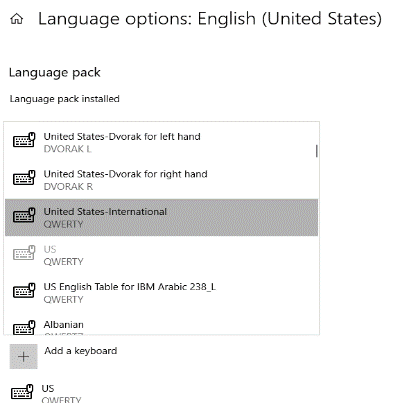 Language options: English (United States)
Language pack
Language pack installed
United States-Dvorak for left hand
DVORAK L
United States-Dvorak for right hand
DVORAK R
United States-International
QWERTY
US
QWERTY
US English Table for IBM Arabic 238_L
QWERTY
Albanian
QWERTZ
Add a keyboard
US
QWERTY